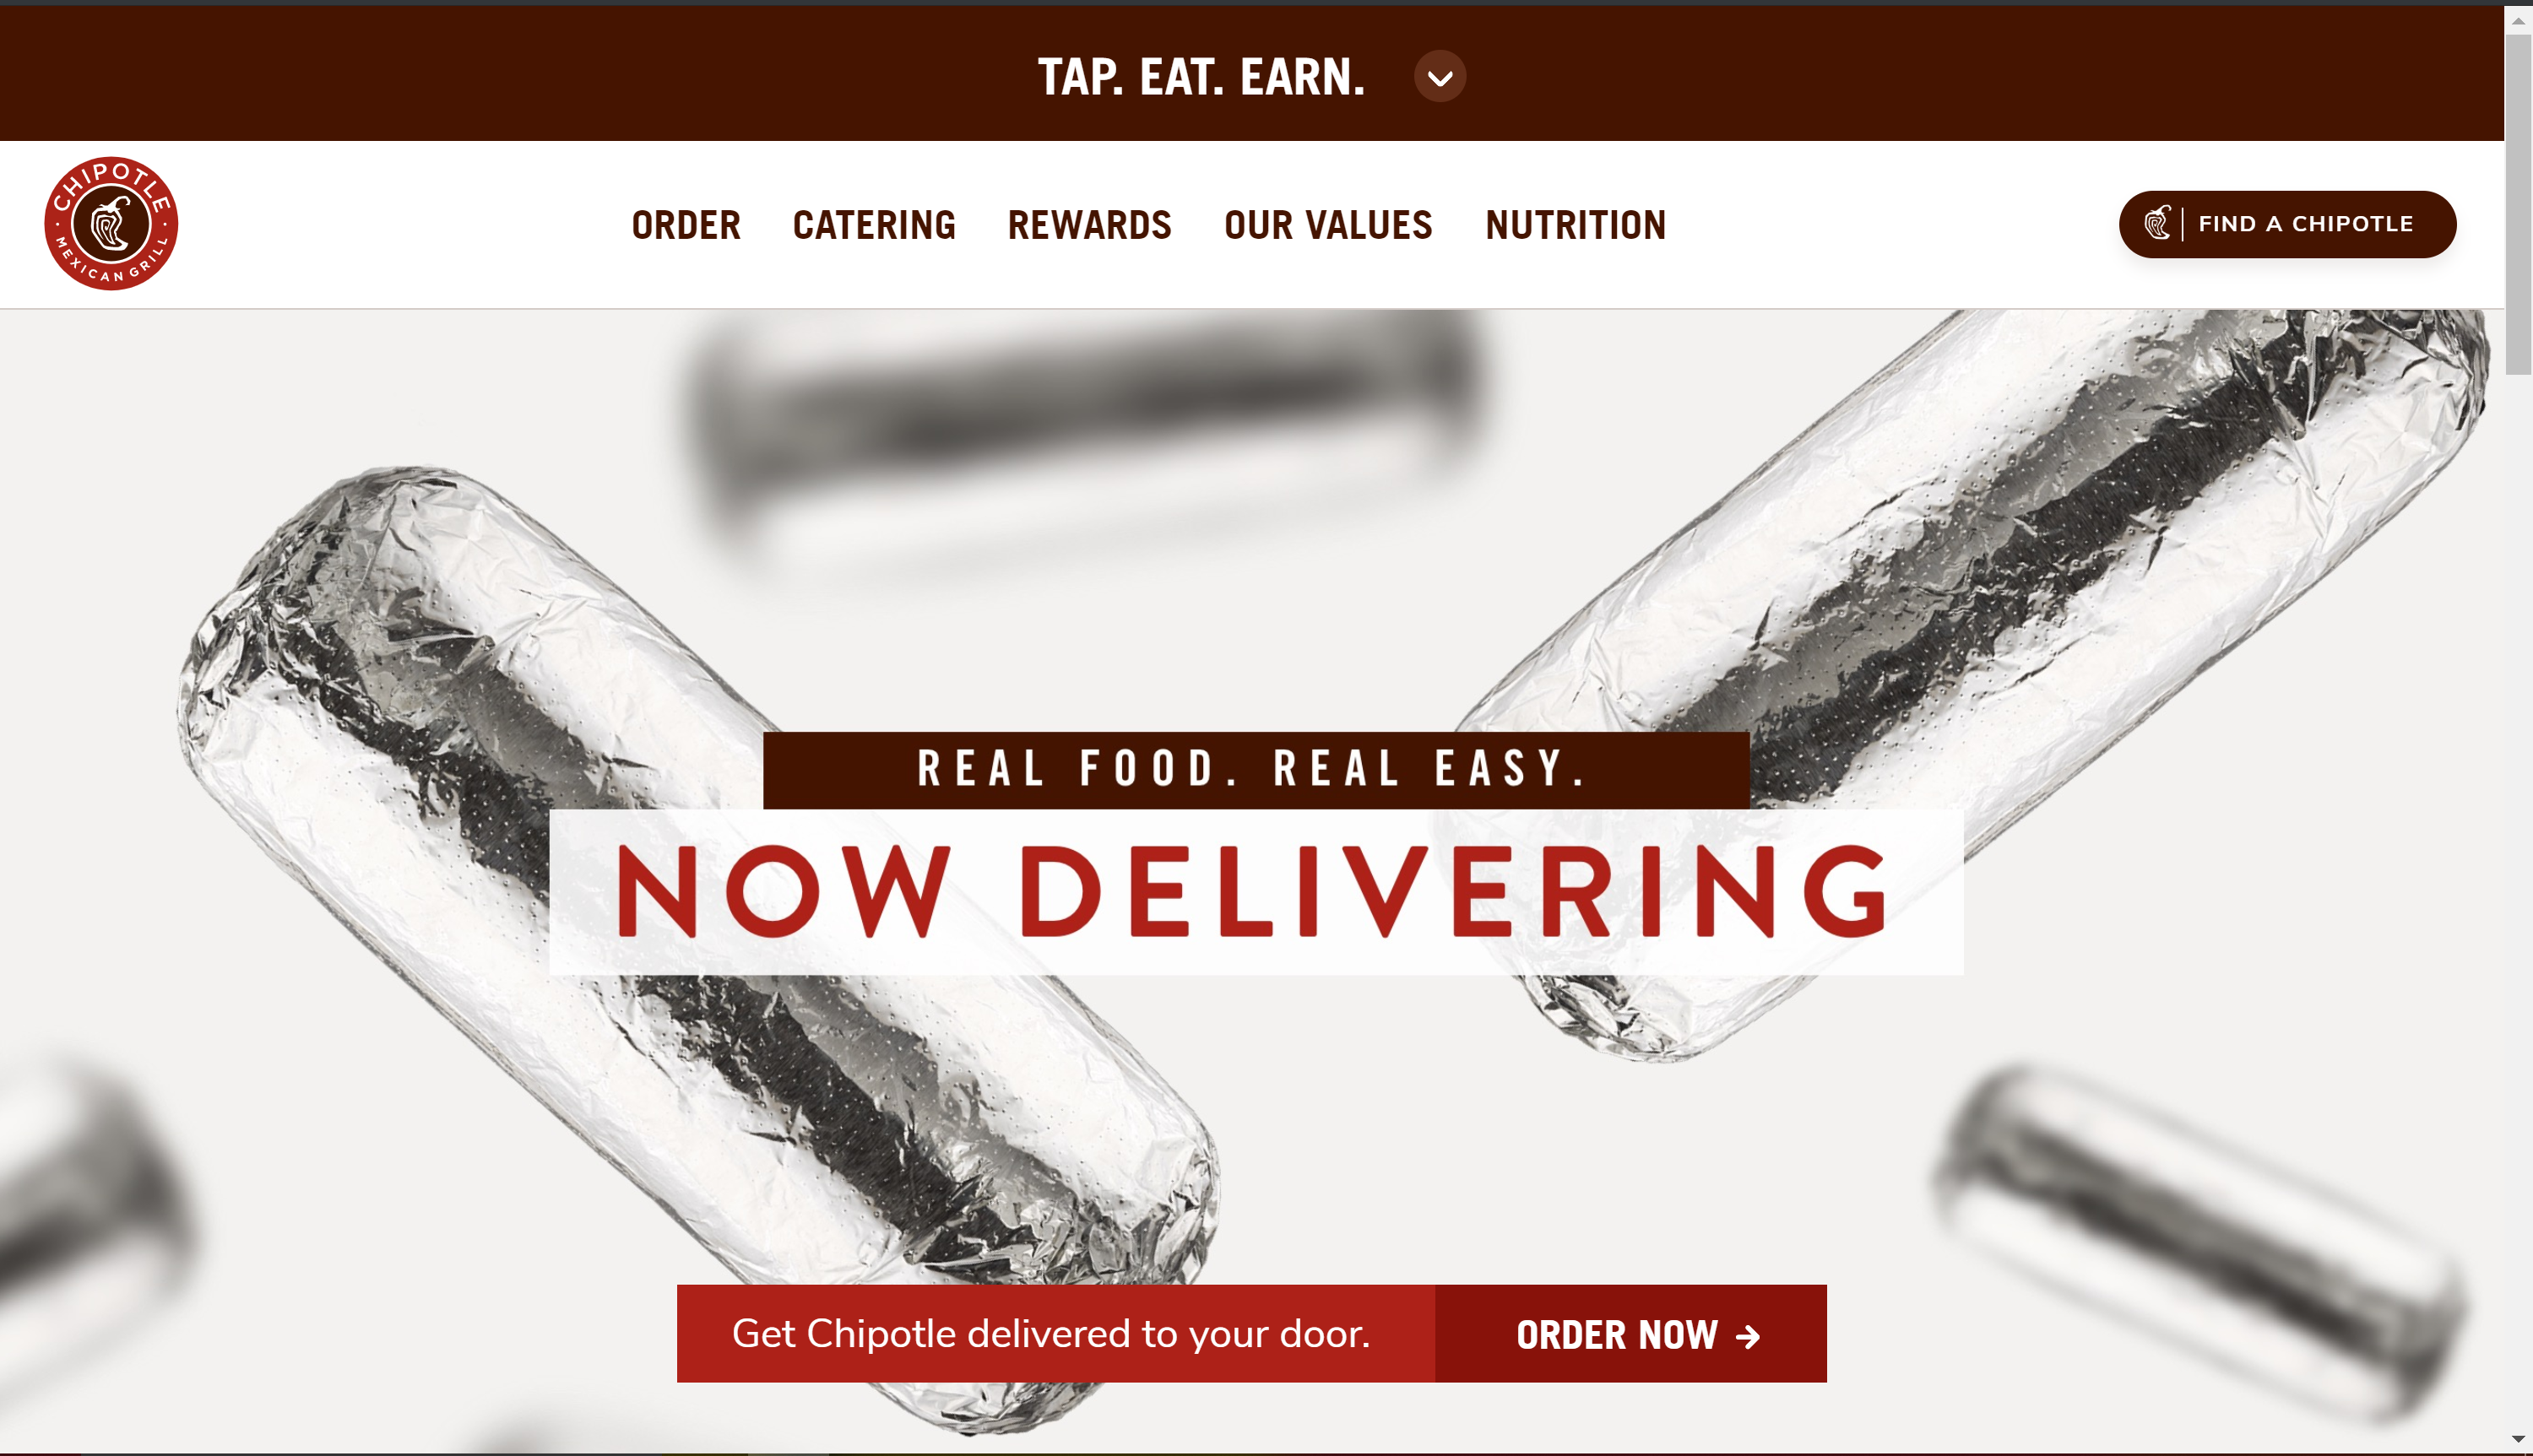 TAP. EAT. EARN.
CHIPOTLE
MEXICAN GRILL
ORDER CATERING REWARDS OUR VALUES NUTRITION
FIND A CHIPOTLE
REAL FOOD. REAL EASY.
NOW DELIVERING
Get Chipotle delivered to your door.
ORDER NOW →